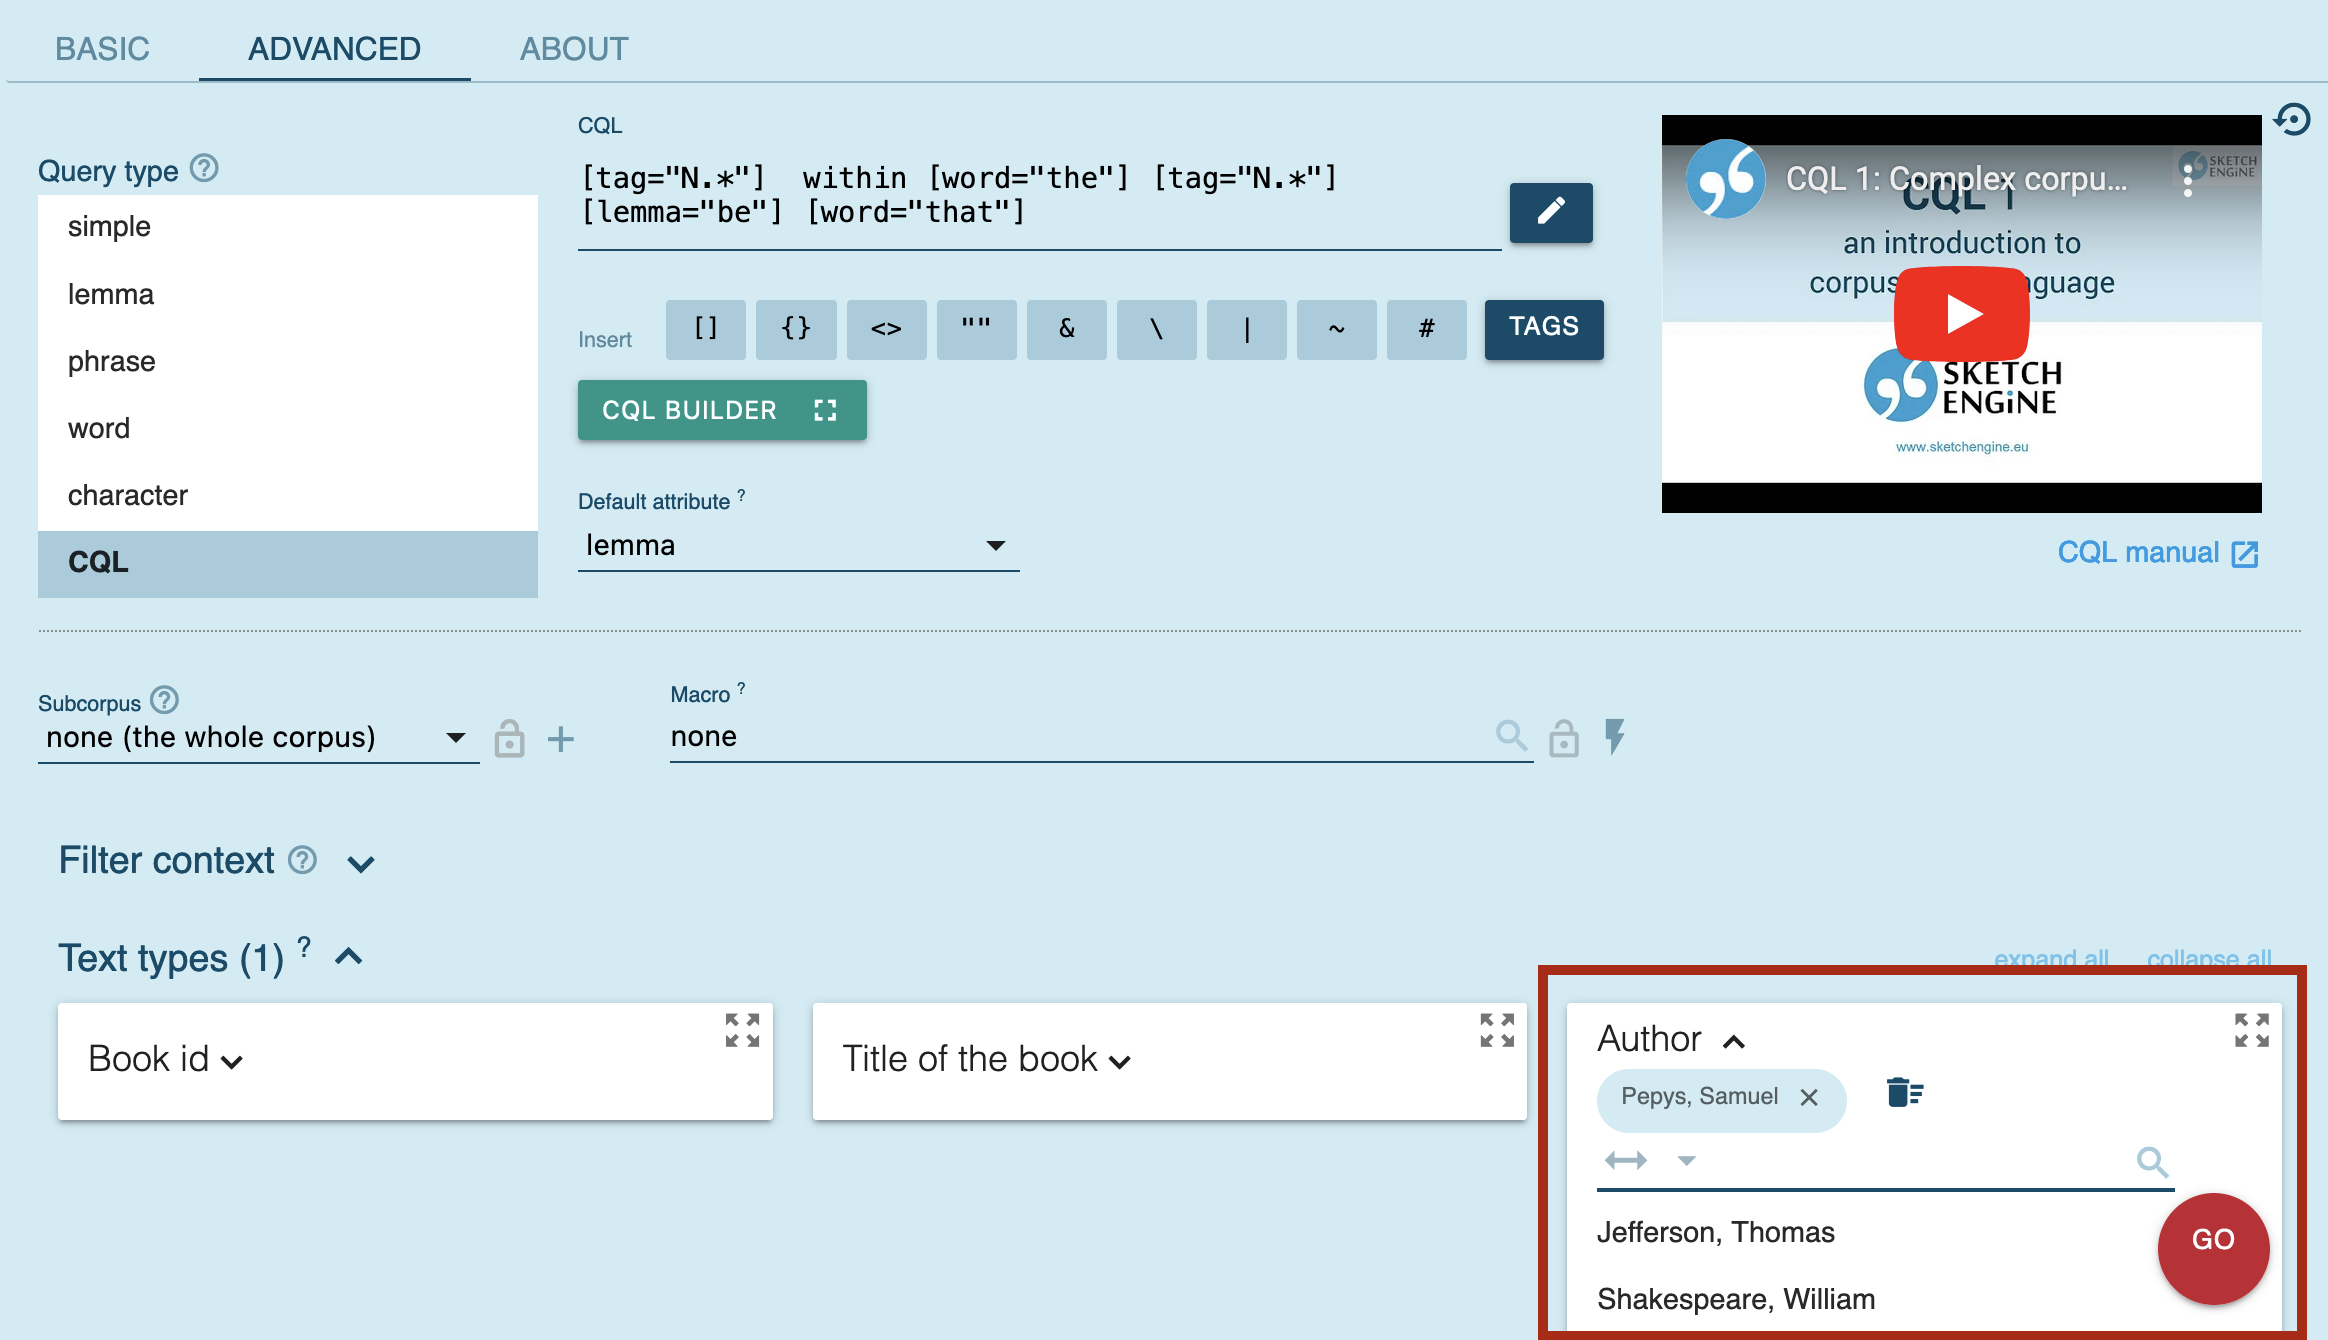 BASIC
ADVANCED
ABOUT
CQL
Query type ?
simple
lemma
phrase
word
character
CQL
[tag="N.*"]  within [word="the"] [tag="N.*"]
[lemma="be"] [word="that"]
Insert
[] {} <> "" & \ | ~ #
TAGS
CQL BUILDER
Default attribute ?
lemma
CQL 1: Complex corpu...
SKETCH
ENGINE
CQL 1
an introduction to
SKETCH
ENGiNE
www.sketchengine.eu
CQL manual
Subcorpus ?
none (the whole corpus)
Macro ?
none
Filter context ?
Text types (1) ?
expand all
collapse all
Book id
Title of the book
Author
Pepys, Samuel
Jefferson, Thomas
Shakespeare, William
GO